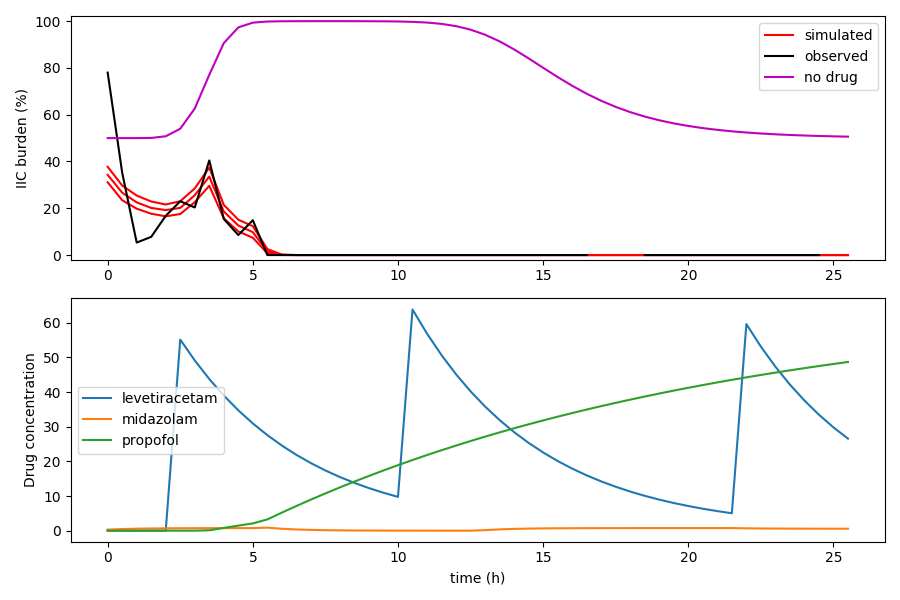 100
80
60
40
20
0
IIC burden (%)
simulated
observed
no drug
0 5 10 15 20 25
60
50
40
30
20
10
0
Drug concentration
levetiracetam
midazolam
propofol
0 5 10 15 20 25
time (h)